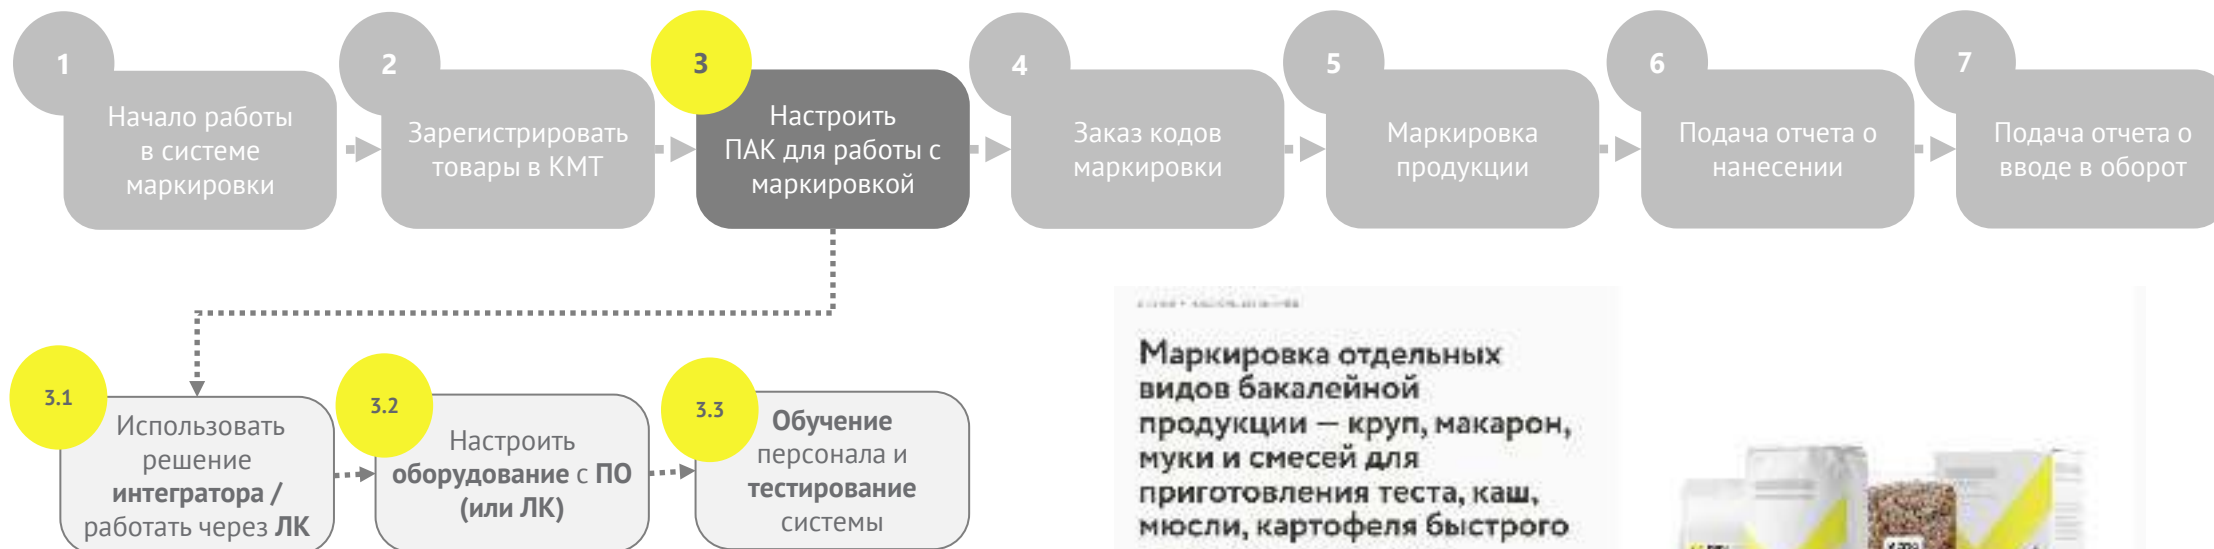 1
Начало работы
в системе
маркировки
2
Зарегистрировать
товары в КМТ
3
Настроить
ПАК для работы с
маркировкой
4
Заказ кодов
маркировки
5
Маркировка
продукции
6
Подача отчета о
нанесении
7
Подача отчета о
вводе в оборот
3.1
Использовать
решение
интегратора /
работать через ЛК
3.2
Настроить
оборудование с ПО
(или ЛК)
3.3
Обучение
персонала и
тестирование
системы
Маркировка отдельных
видов бакалейной
продукции — круп, макарон,
муки и смесей для
приготовления теста, каш,
мюсли, картофеля быстрого